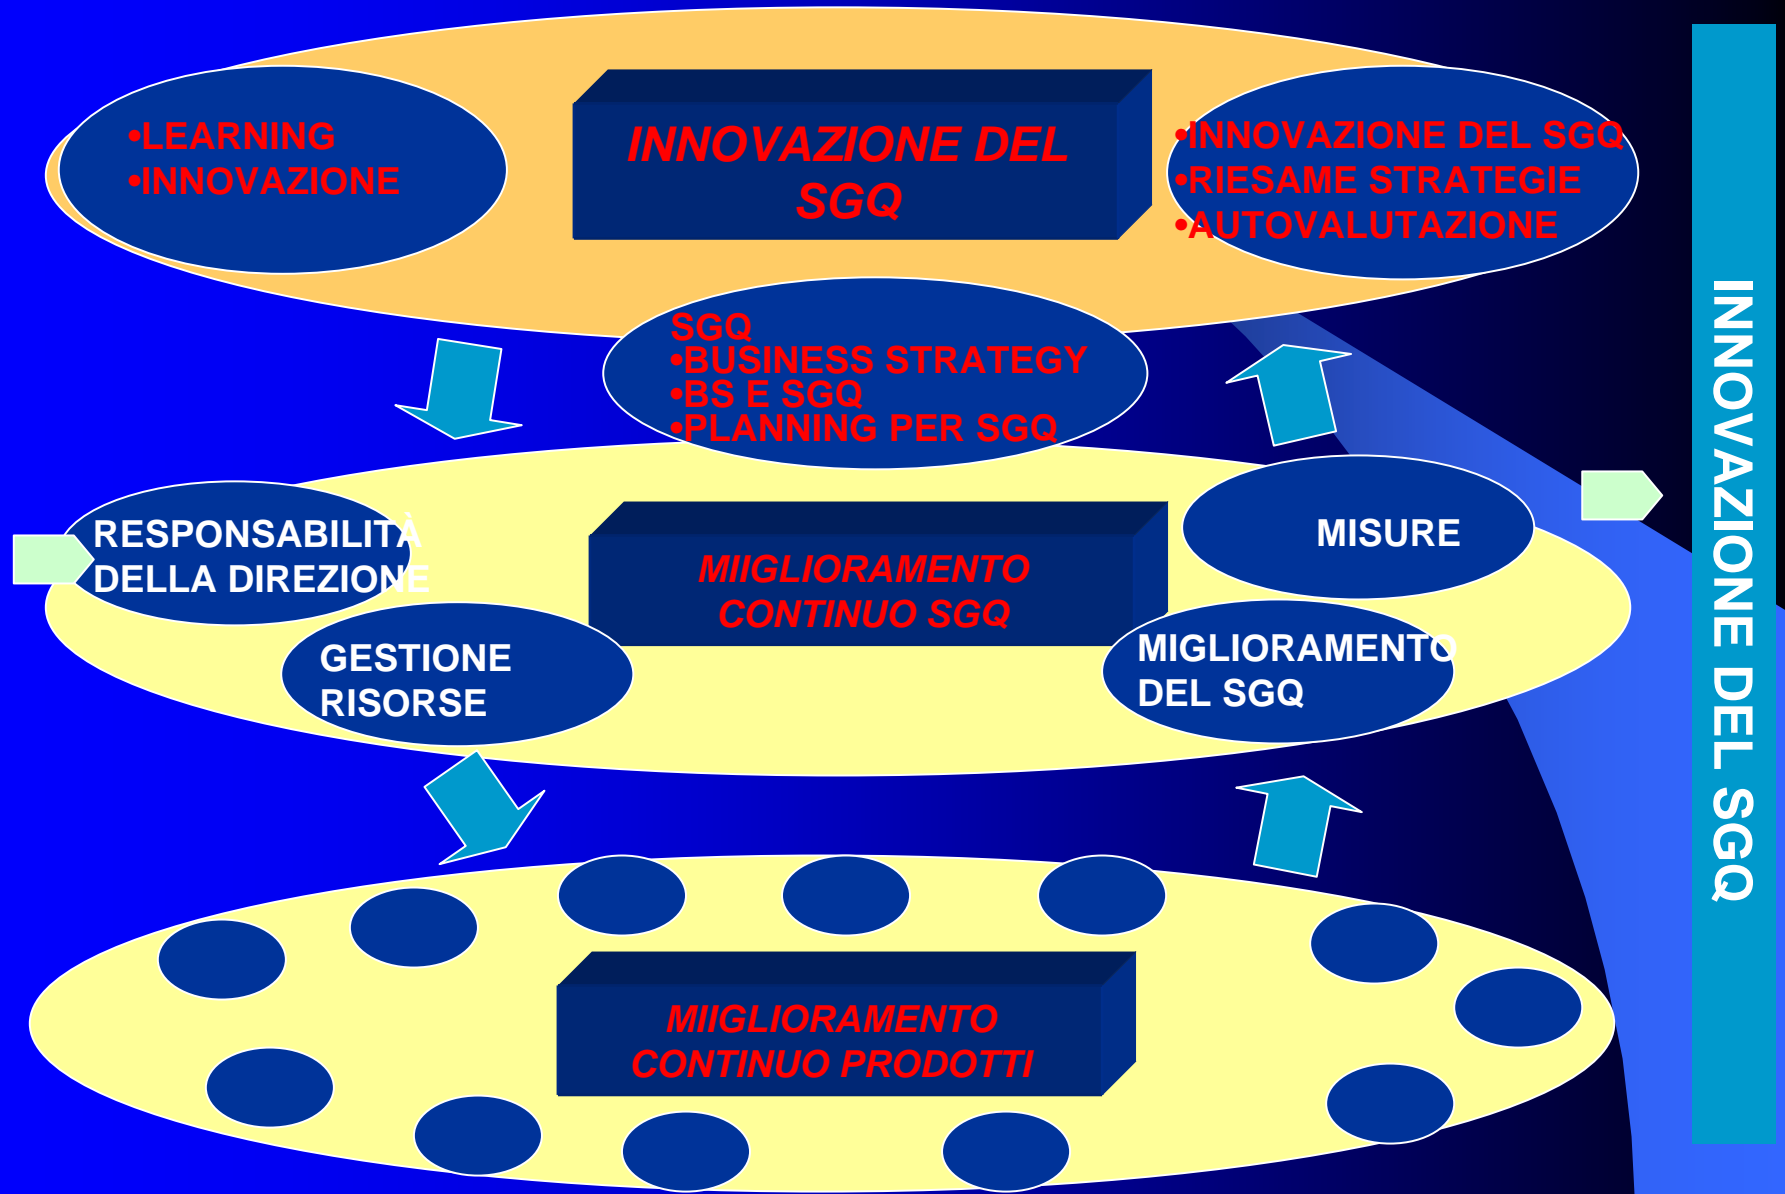 •LEARNING
•INNOVAZIONE
INNOVAZIONE DEL
SGQ
•INNOVAZIONE DEL SGQ
•RIESAME STRATEGIE
•AUTOVALUTAZIONE
SGQ
•BUSINESS STRATEGY
•BS E SGQ
•PLANNING PER SGQ
RESPONSABILITÀ
DELLA DIREZIONE
GESTIONE
RISORSE
MIIGLIORAMENTO
CONTINUO SGQ
MISURE
MIGLIORAMENTO
DEL SGQ
MIIGLIORAMENTO
CONTINUO PRODOTTI
INNOVAZIONE DEL SGQ